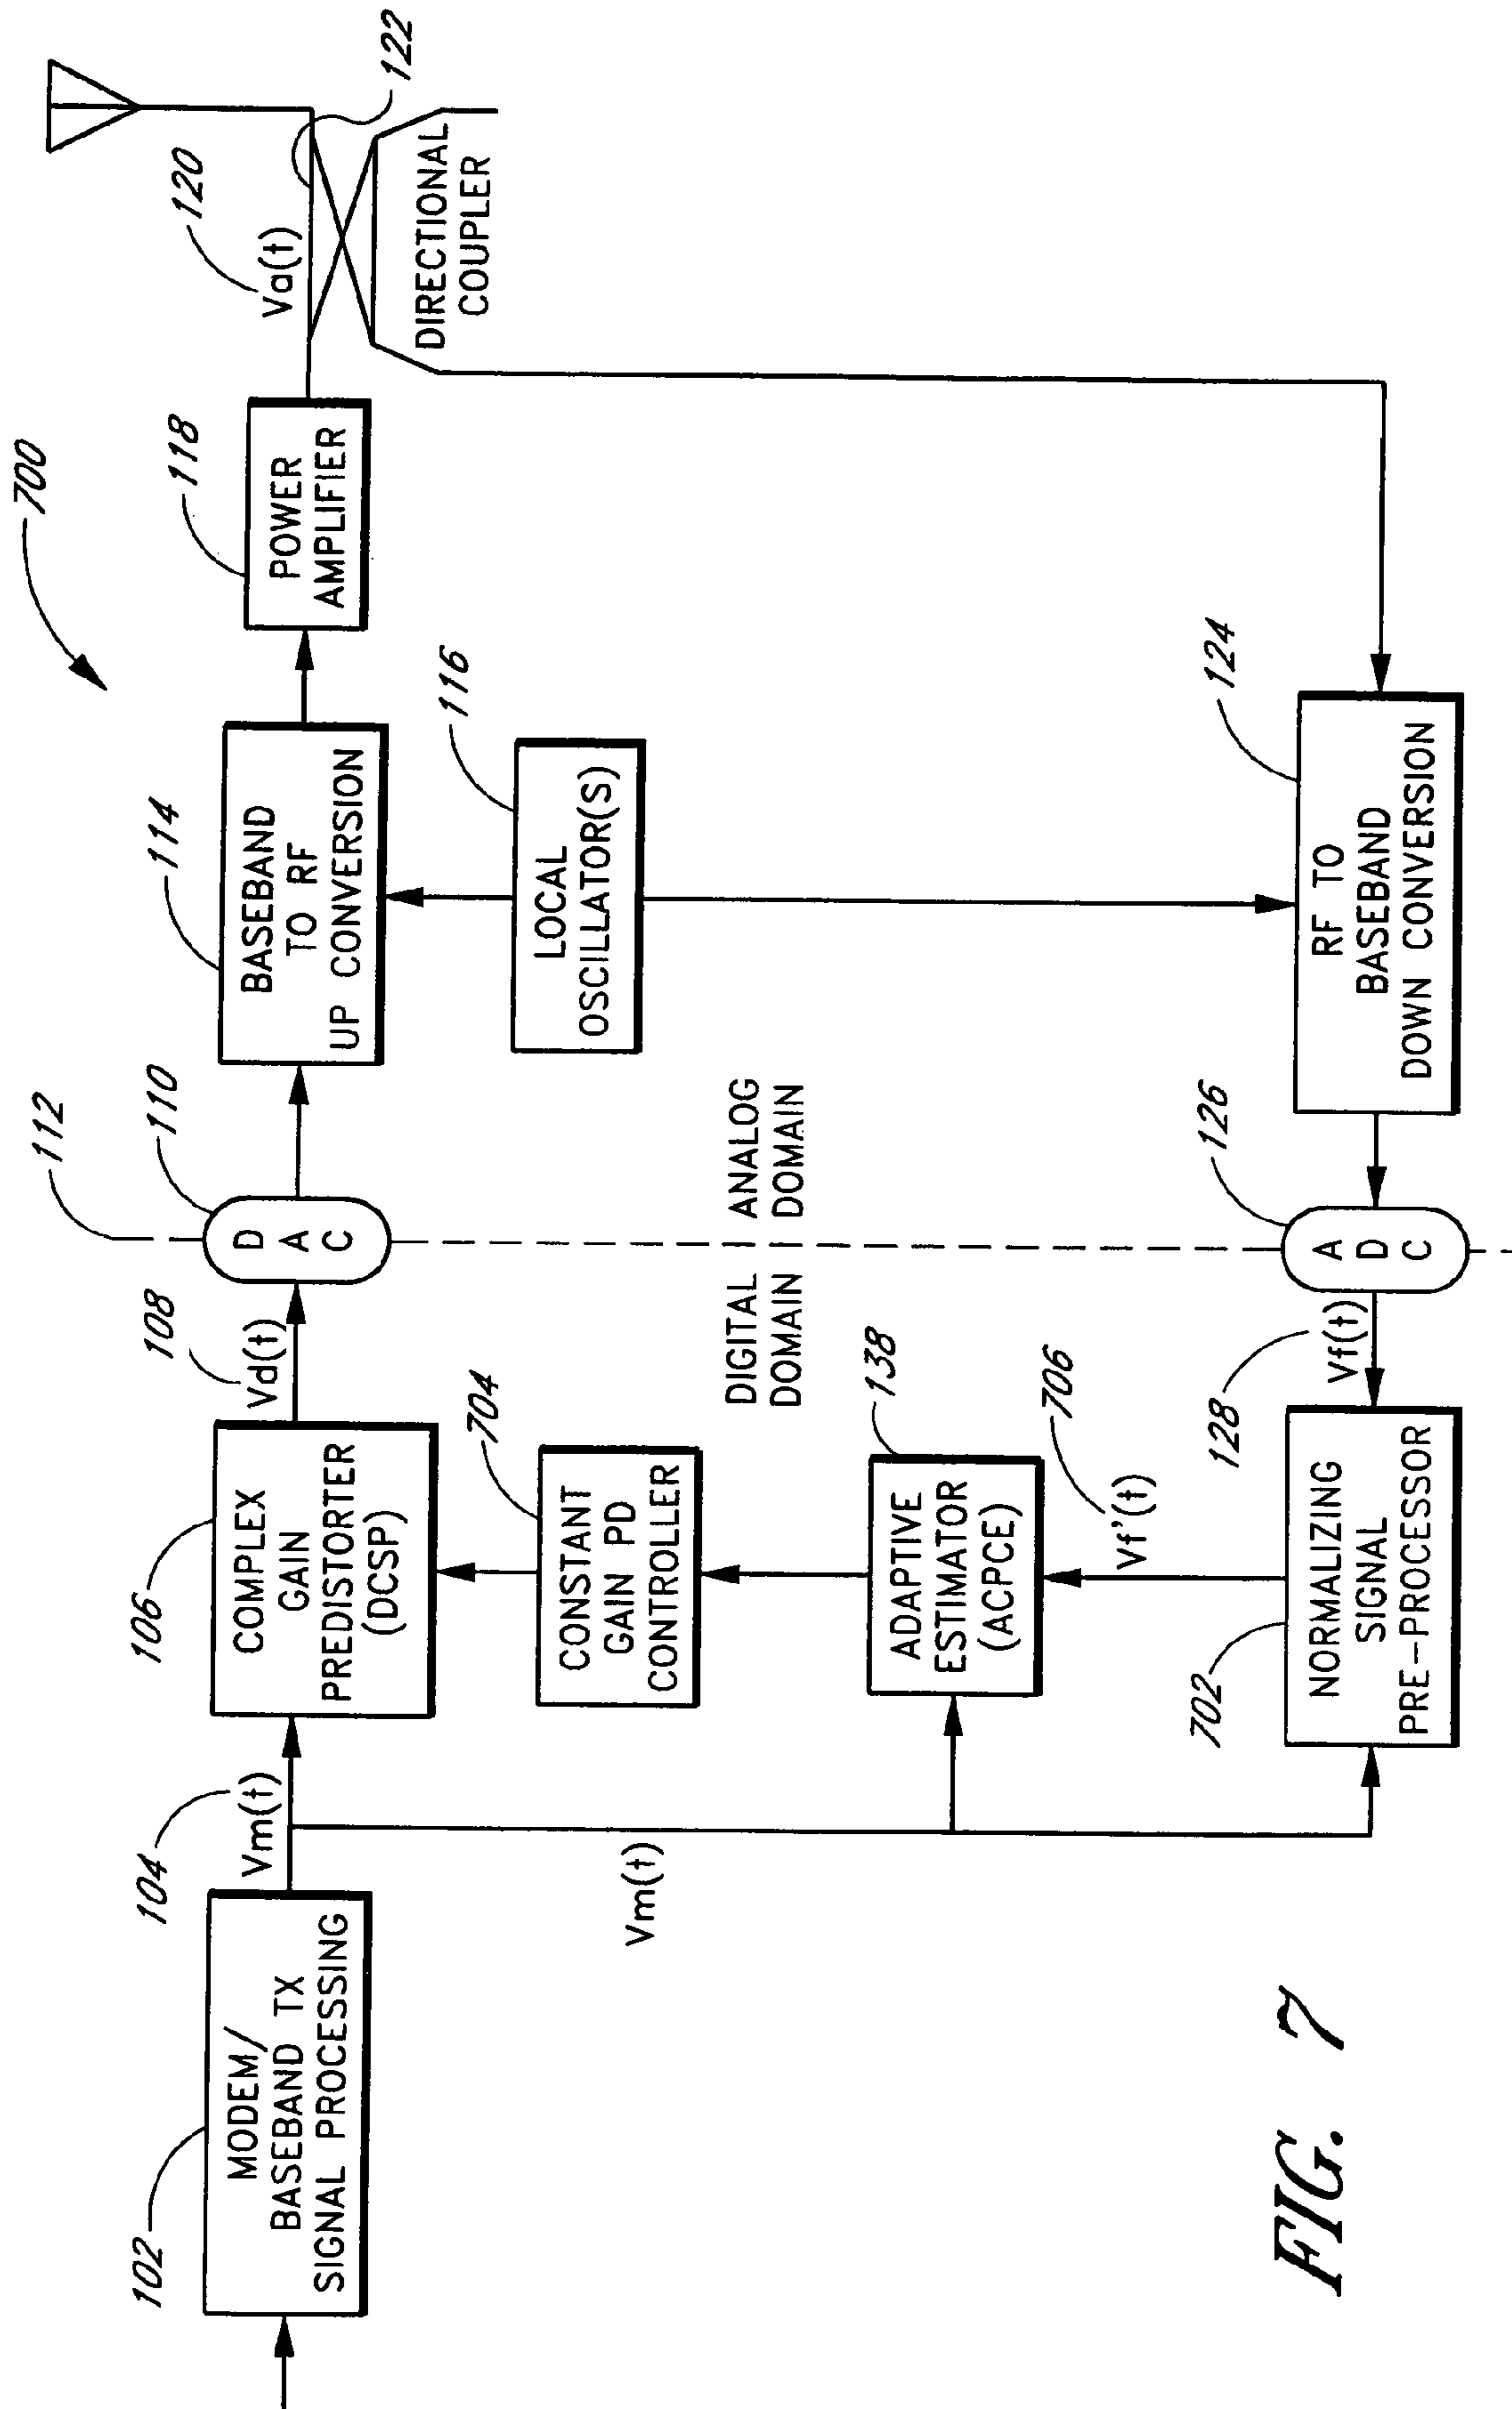 700
102
MODEM/
BASEBAND TX
SIGNAL PROCESSING
104
Vm(t)
Vm(t)
106
COMPLEX
GAIN
PREDISTORTER
(DCSP)
108
Vd(t)
112
110
D
A
C
114
BASEBAND
TO RF
UP CONVERSION
116
LOCAL
OSCILLATOR(S)
118
POWER
AMPLIFIER
120
Va(t)
122
DIRECTIONAL
COUPLER
704
CONSTANT
GAIN PD
CONTROLLER
DIGITAL
DOMAIN
ANALOG
DOMAIN
138
ADAPTIVE
ESTIMATOR
(ACPCE)
706
Vf'(t)
702
NORMALIZING
SIGNAL
PRE-PROCESSOR
128
Vf(t)
126
A
D
C
124
RF TO
BASEBAND
DOWN CONVERSION
FIG. 7